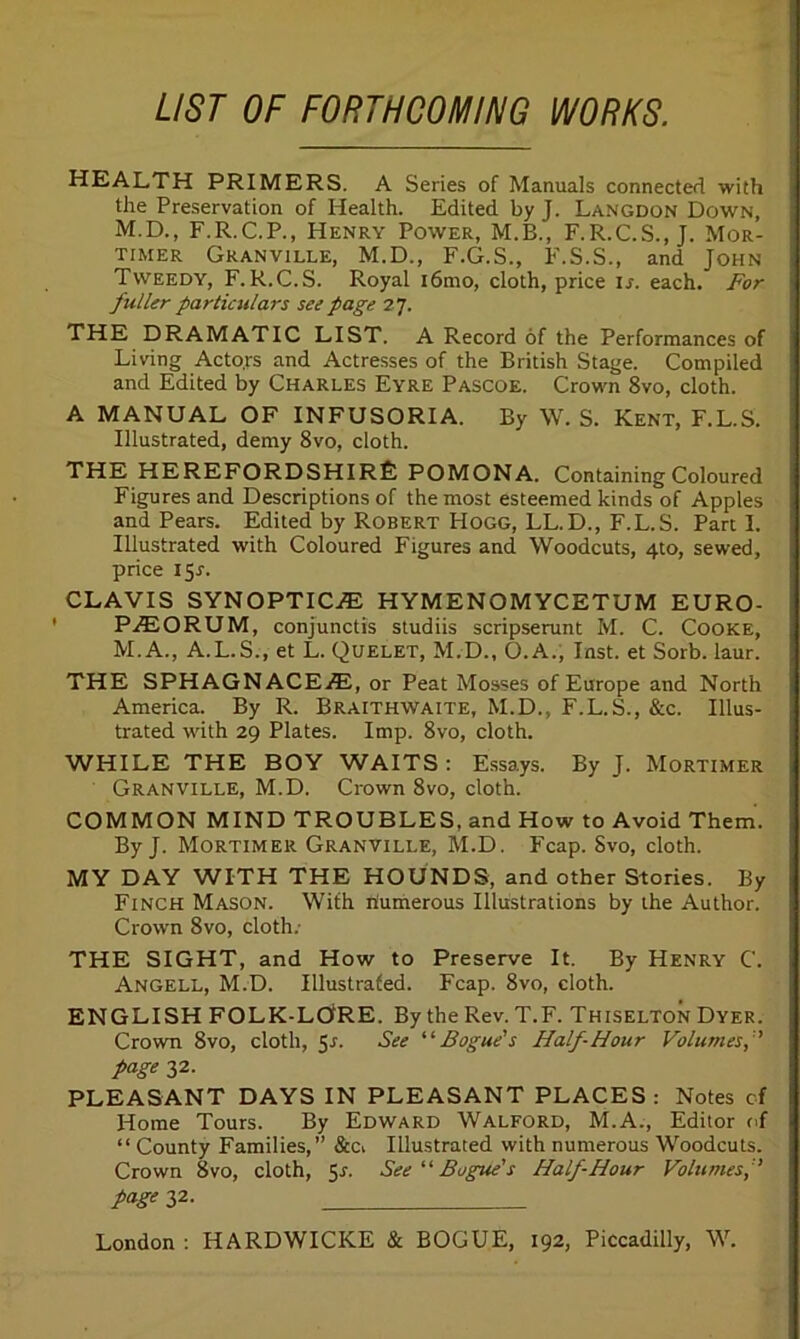 LIST OF FORTHCOMING WORKS.
HEALTH PRIMERS. A Series of Manuals connected with
the Preservation of Health. Edited by J. LANGDON DOWN,
M.D., F.R.C.P., HENRY POWER, M.B., F.R.C.S., J. MOR-
TIMER GRANVILLE, M.D., F.G.S., F.S.S., and JOHN
TWEEDY, F.R.C.S. Royal 16mo, cloth, price 1s. each. For
fuller particulars see page 27.
THE DRAMATIC LIST. A Record of the Performances of
Living Actors and Actresses of the British Stage. Compiled
and Edited by CHARLES EYRE PASCOE. Crown 8vo, cloth.
A MANUAL OF INFUSORIA. By W. S. KENT, F.L.S.
Illustrated, demy 8vo, cloth.
THE HEREFORDSHIRE POMONA. Containing Coloured
Figures and Descriptions of the most esteemed kinds of Apples
and Pears. Edited by ROBERT HOGG, LL.D., F.L.S. Part I.
Illustrated with Coloured Figures and Woodcuts, 4to, sewed,
price 15s.
CLAVIS SYNOPTICÆ HYMENOMYCETUM EURO-
PÆORUM, conjunctis studiis scripserunt M. C. COOKE,
M.A., A.L.S., et L. QUELET, M.D., O.A., Inst. et Sorb. laur.
THE SPHAGNACEÆ, or Peat Mosses of Europe and North
America. By R. BRAITHWAITE, M.D., F.L.S., &c. Illus-
trated with 29 Plates. Imp. 8vo, cloth.
WHILE THE BOY WAITS: Essays. By J. MORTIMER
GRANVILLE, M.D. Crown 8vo, cloth.
COMMON MIND TROUBLES, and How to Avoid Them.
By J. MORTIMER GRANVILLE, M.D. Fcap. 8vo, cloth.
MY DAY WITH THE HOUNDS, and other Stories. By
FINCH MASON. With numerous Illustrations by the Author.
Crown 8vo, cloth.
THE SIGHT, and How to Preserve It. By HENRY C.
ANGELL, M.D. Illustrated. Fcap. 8vo, cloth.
ENGLISH FOLK-LORE. By the Rev. T.F. THISELTON DYER.
Crown 8vo, cloth, 5s. See "Bogue's Half-Hour Volumes,"
page 32.
PLEASANT DAYS IN PLEASANT PLACES: Notes of
Home Tours. By EDWARD WALFORD, M.A., Editor of
"County Families," &c. Illustrated with numerous Woodcuts.
Crown 8vo, cloth, 5s. See "Bogue's Half-Hour Volumes,"
page 32.
London: HARDWICKE & BOGUE, 192, Piccadilly, W.